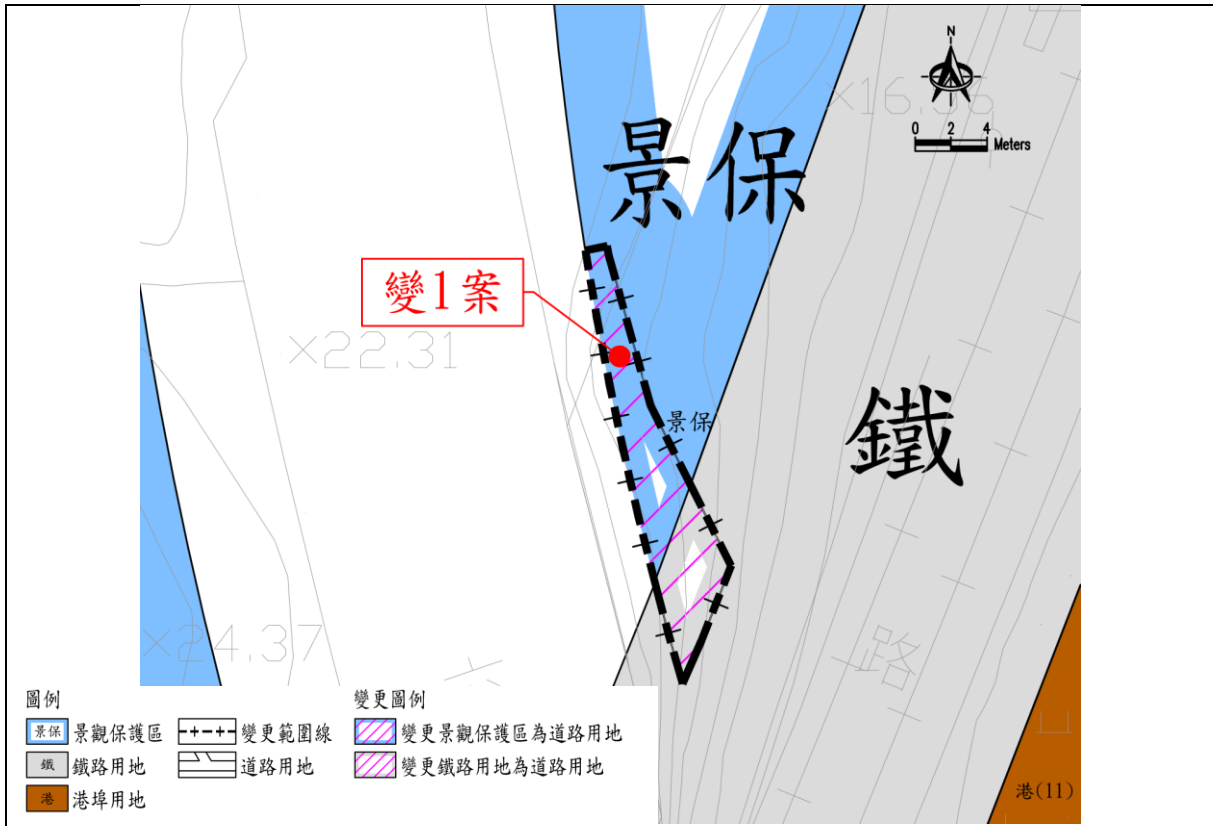 N
0 2 4 Meters
×16.56
景保
變1案
×22.31
景保
鐵
×24.37
路
港(11)
圖例
景保 景觀保護區
變更範圍線
鐵 鐵路用地
道路用地
港 港埠用地
變更圖例
變更景觀保護區為道路用地
變更鐵路用地為道路用地